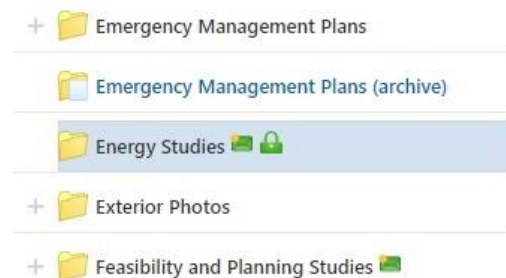 Emergency Management Plans
Emergency Management Plans (archive)
Energy Studies
Exterior Photos
Feasibility and Planning Studies